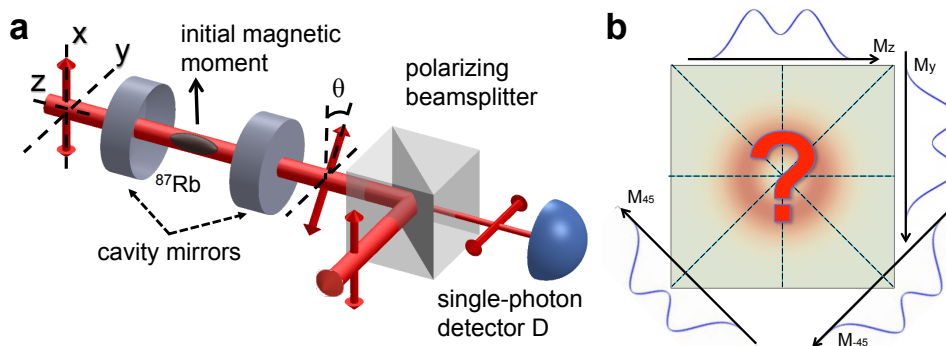 a
x
y
z
initial magnetic
moment
θ
polarizing
beamsplitter
87Rb
cavity mirrors
single-photon
detector D
b
Mz
My
?
M45
M-45